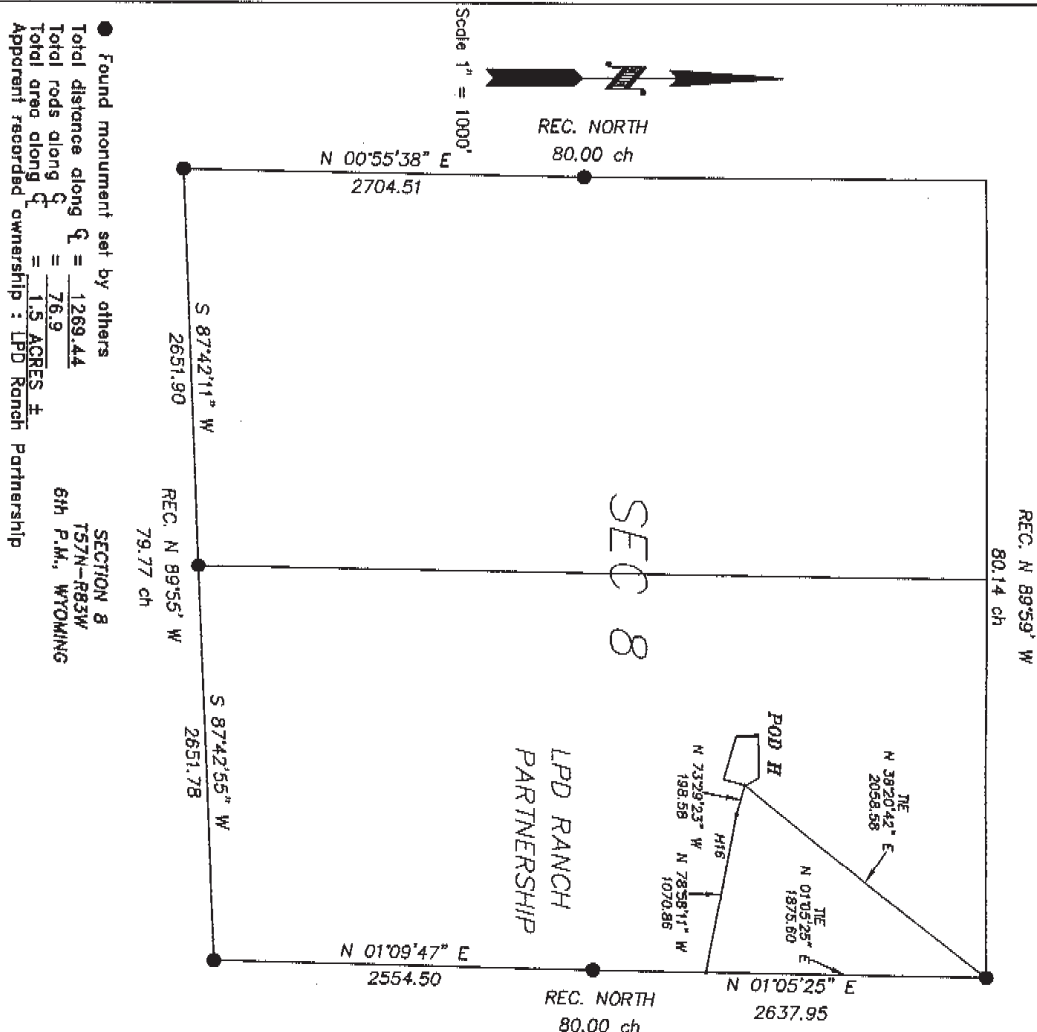 Scale 1" = 1000'
REC. NORTH
80.00 ch
N 00°55'38" E
2704.51
REC. N 89°59' W
80.14 ch
SEC 8
POD H
TIE
N 38°20'42" E
2058.58
TIE
N 01°05'25" E
1875.60
N 73°29'23" W
198.58
H16
N 78°58'11" W
1070.86
LPD RANCH
PARTNERSHIP
N 01°09'47" E
2554.50
REC. NORTH
80.00 ch
N 01°05'25" E
2637.95
S 87°42'11" W
2651.90
REC. N 89°55' W
79.77 ch
S 87°42'55" W
2651.78
SECTION 8
T57N-R83W
6th P.M., WYOMING
Found monument set by others
Total distance along ℄ = 1269.44
Total rods along ℄ = 76.9
Total area along ℄ = 1.5 ACRES ±
Apparent recorded ownership : LPD Ranch Partnership